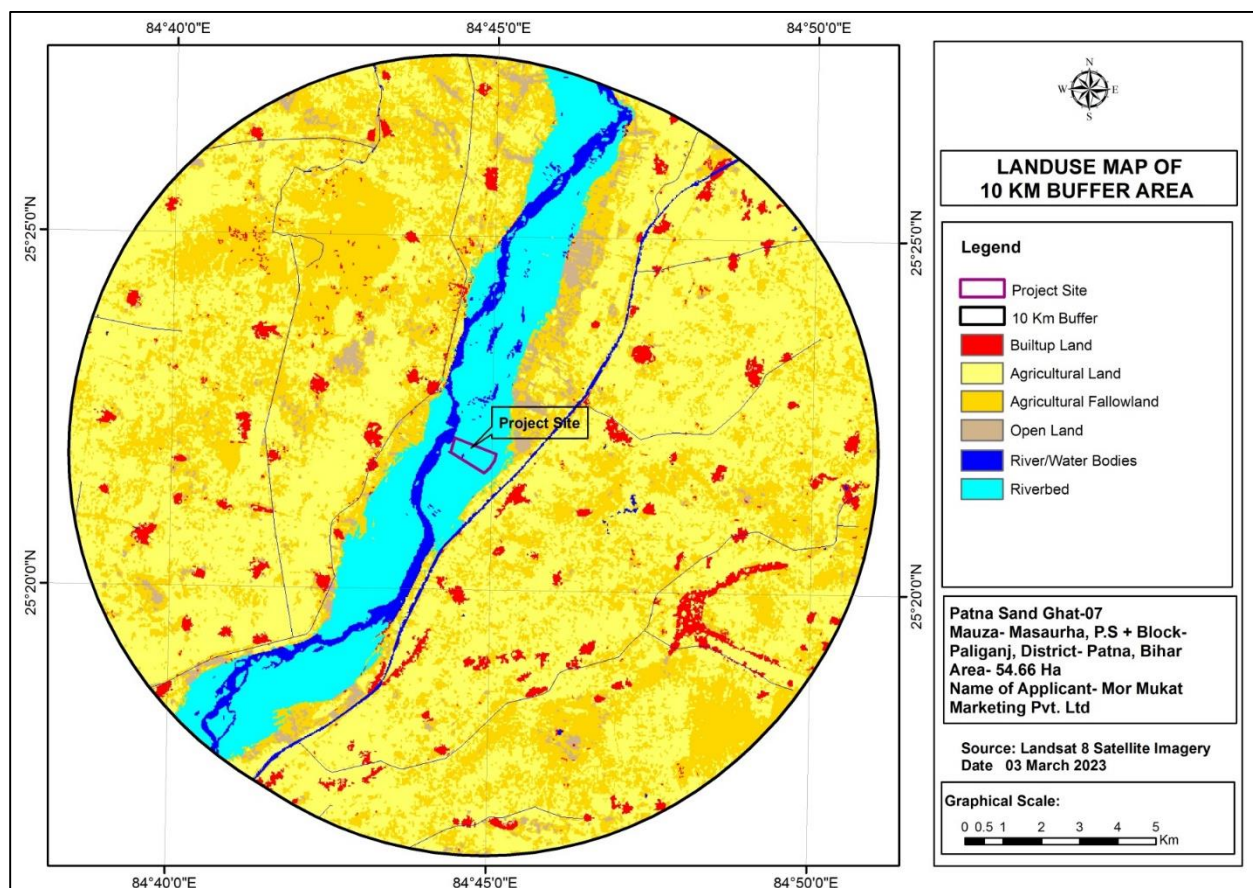 84°40'0"E
84°45'0"E
84°50'0"E
25°25'0"N
25°25'0"N
25°20'0"N
25°20'0"N
Project Site
84°40'0"E
84°45'0"E
84°50'0"E
N
W
E
S
LANDUSE MAP OF
10 KM BUFFER AREA
Legend
Project Site
10 Km Buffer
Builtup Land
Agricultural Land
Agricultural Fallowland
Open Land
River/Water Bodies
Riverbed
Patna Sand Ghat-07
Mauza- Masaurha, P.S + Block-
Paliganj, District- Patna, Bihar
Area- 54.66 Ha
Name of Applicant- Mor Mukat
Marketing Pvt. Ltd
Source: Landsat 8 Satellite Imagery
Date 03 March 2023
Graphical Scale:
0 0.5 1 2 3 4 5
Km